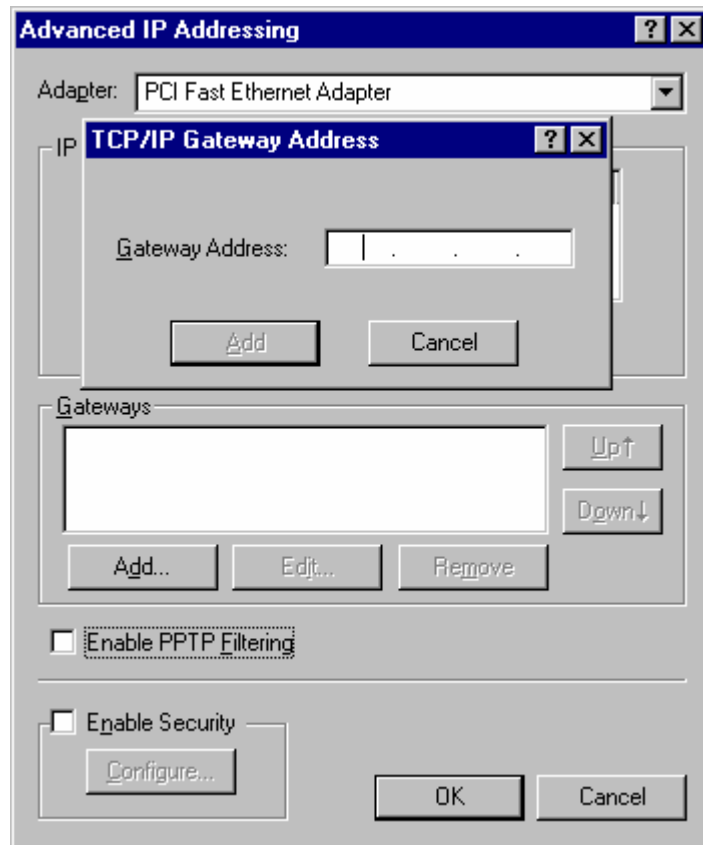 Advanced IP Addressing
Adapter: PCI Fast Ethernet Adapter
IP
TCP/IP Gateway Address
Gateway Address: . . .
Add Cancel
Gateways
Up↑
Down↓
Add... Edit... Remove
Enable PPTP Filtering
Enable Security
Configure...
OK Cancel